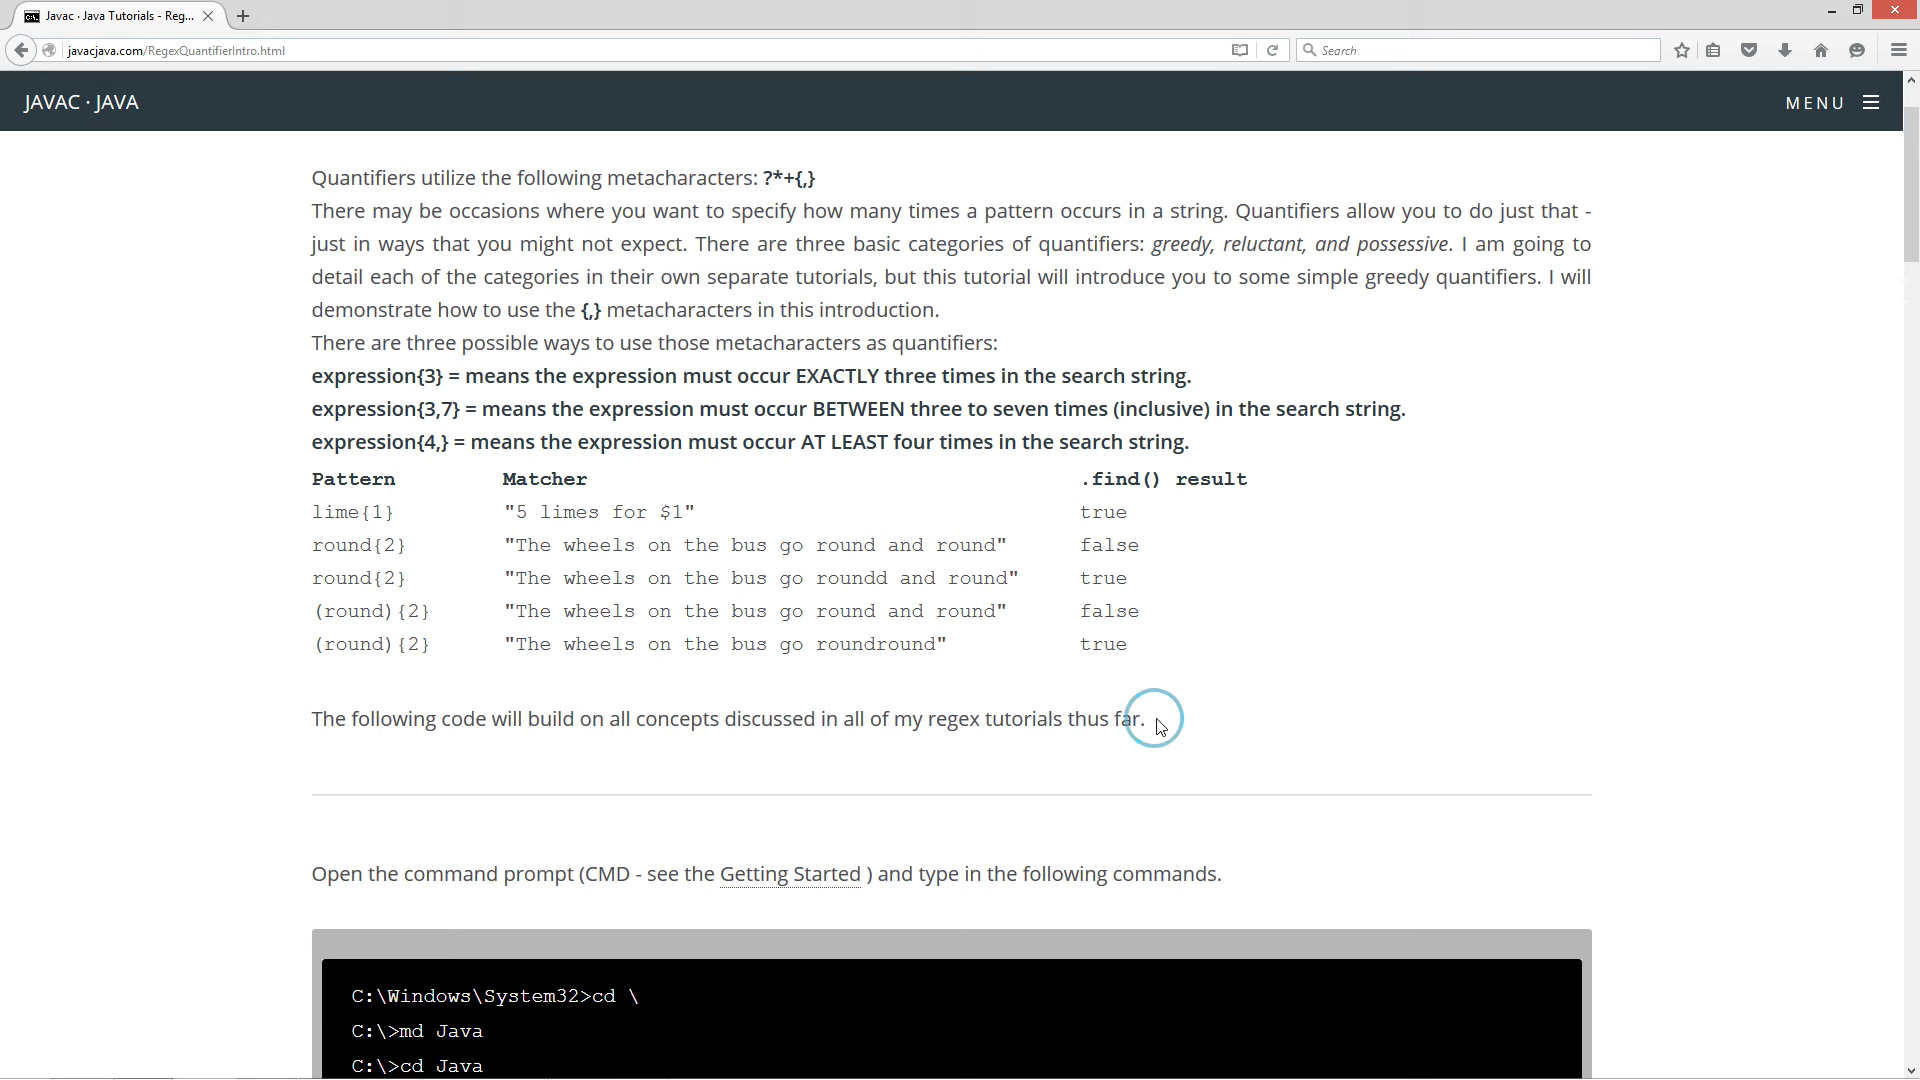 Javac · Java Tutorials - Reg...
javacjava.com/RegexQuantifierIntro.html
Search
JAVAC · JAVA
MENU
Quantifiers utilize the following metacharacters: ?*+{,}
There may be occasions where you want to specify how many times a pattern occurs in a string. Quantifiers allow you to do just that -
just in ways that you might not expect. There are three basic categories of quantifiers: greedy, reluctant, and possessive. I am going to
detail each of the categories in their own separate tutorials, but this tutorial will introduce you to some simple greedy quantifiers. I will
demonstrate how to use the {,} metacharacters in this introduction.
There are three possible ways to use those metacharacters as quantifiers:
expression{3} = means the expression must occur EXACTLY three times in the search string.
expression{3,7} = means the expression must occur BETWEEN three to seven times (inclusive) in the search string.
expression{4,} = means the expression must occur AT LEAST four times in the search string.
Pattern Matcher .find() result
lime{1} "5 limes for $1" true
round{2} "The wheels on the bus go round and round" false
round{2} "The wheels on the bus go roundd and round" true
(round){2} "The wheels on the bus go round and round" false
(round){2} "The wheels on the bus go roundround" true
The following code will build on all concepts discussed in all of my regex tutorials thus far.
Open the command prompt (CMD - see the Getting Started ) and type in the following commands.
C:\Windows\System32>cd \
C:\>md Java
C:\>cd Java